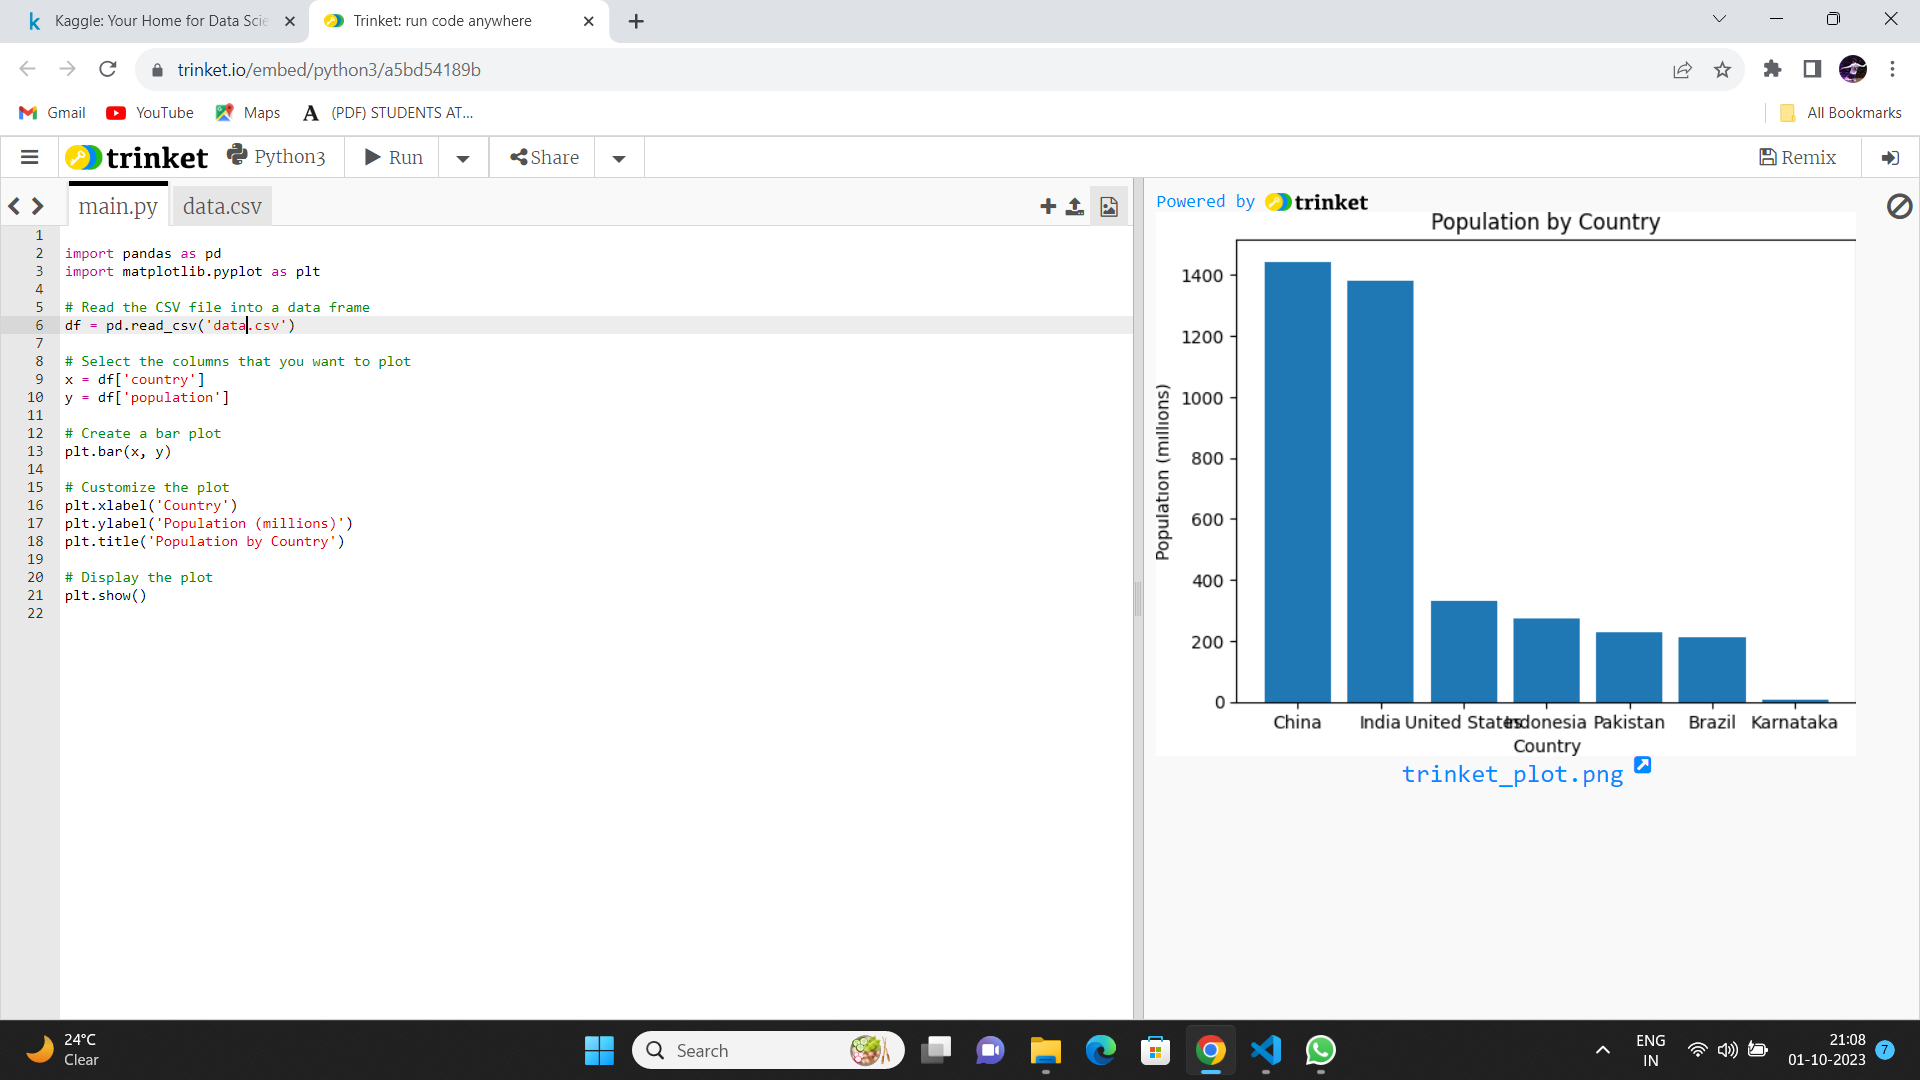 Kaggle: Your Home for Data Scie
Trinket: run code anywhere
trinket.io/embed/python3/a5bd54189b
Gmail
YouTube
Maps
A
(PDF) STUDENTS AT...
All Bookmarks
trinket
Python3
Run
Share
Remix
main.py
data.csv
1
2 import pandas as pd
3 import matplotlib.pyplot as plt
4
5 # Read the CSV file into a data frame
6 df = pd.read_csv('data.csv')
7
8 # Select the columns that you want to plot
9 x = df['country']
10 y = df['population']
11
12 # Create a bar plot
13 plt.bar(x, y)
14
15 # Customize the plot
16 plt.xlabel('Country')
17 plt.ylabel('Population (millions)')
18 plt.title('Population by Country')
19
20 # Display the plot
21 plt.show()
22
Powered by trinket
Population by Country
Population (millions)
1400
1200
1000
800
600
400
200
0
China India United States Indonesia Pakistan Brazil Karnataka
Country
trinket_plot.png
24°C
Clear
Search
ENG
IN
21:08
01-10-2023
7